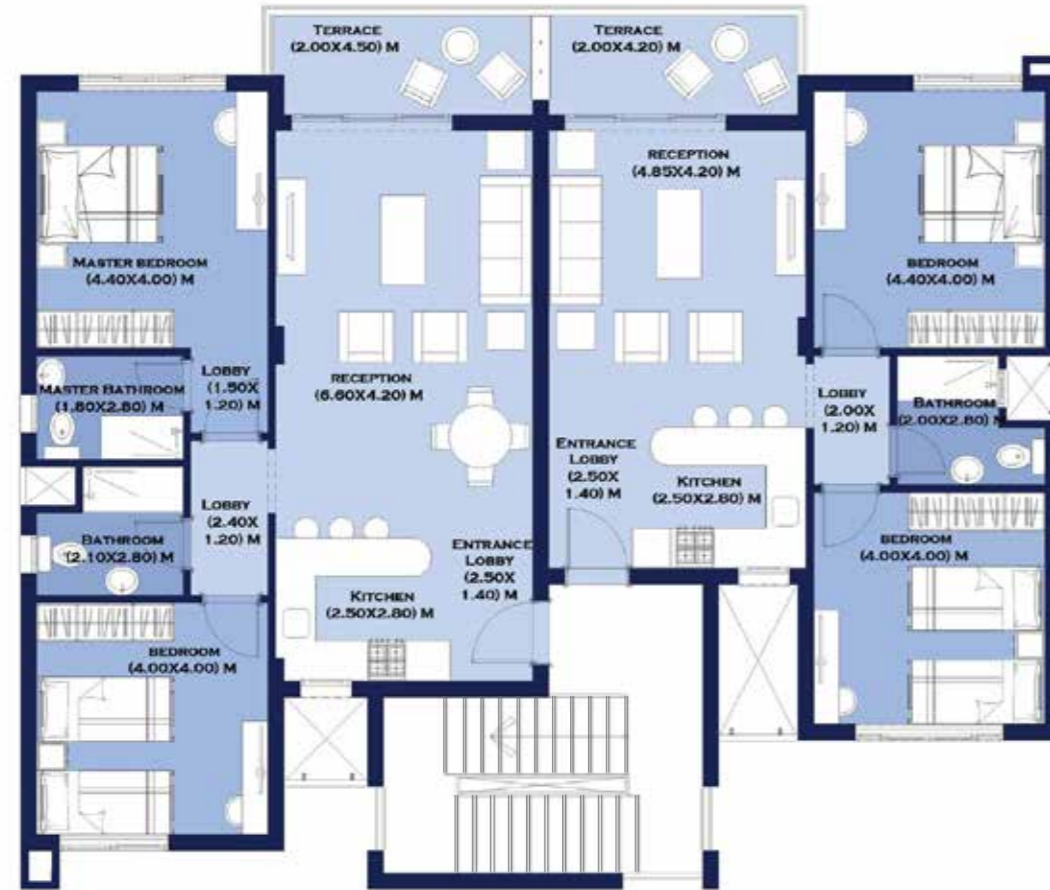 TERRACE
(2.00X4.50) M
TERRACE
(2.00X4.20) M
RECEPTION
(4.85X4.20) M
MASTER BEDROOM
(4.40X4.00) M
BEDROOM
(4.40X4.00) M
LOBBY
(1.50X
1.20) M
MASTER BATHROOM
(1.80X2.80) M
RECEPTION
(6.60X4.20) M
LOBBY
(2.00X
1.20) M
BATHROOM
(2.00X2.80) M
ENTRANCE
LOBBY
(2.50X
1.40) M
KITCHEN
(2.50X2.80) M
LOBBY
(2.40X
1.20) M
BATHROOM
(2.10X2.80) M
ENTRANCE
LOBBY
(2.50X
1.40) M
BEDROOM
(4.00X4.00) M
KITCHEN
(2.50X2.80) M
BEDROOM
(4.00X4.00) M